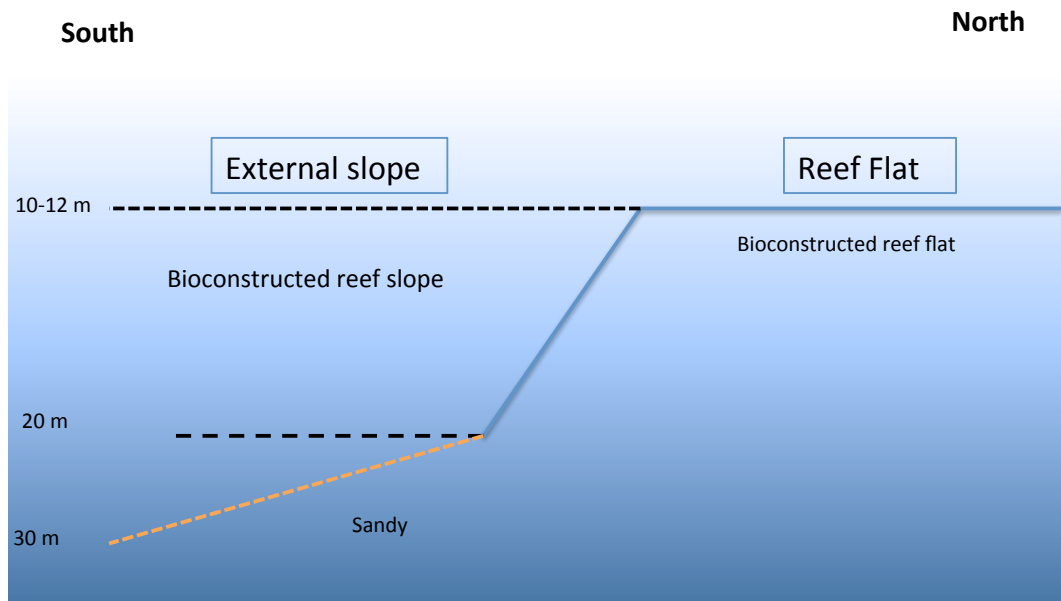 South
North
External slope
Reef Flat
10-12 m
Bioconstructed reef flat
Bioconstructed reef slope
20 m
Sandy
30 m